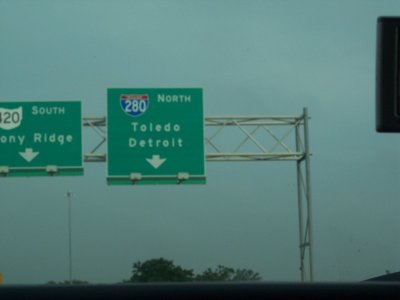 420 SOUTH
ony Ridge
280 NORTH
Toledo
Detroit